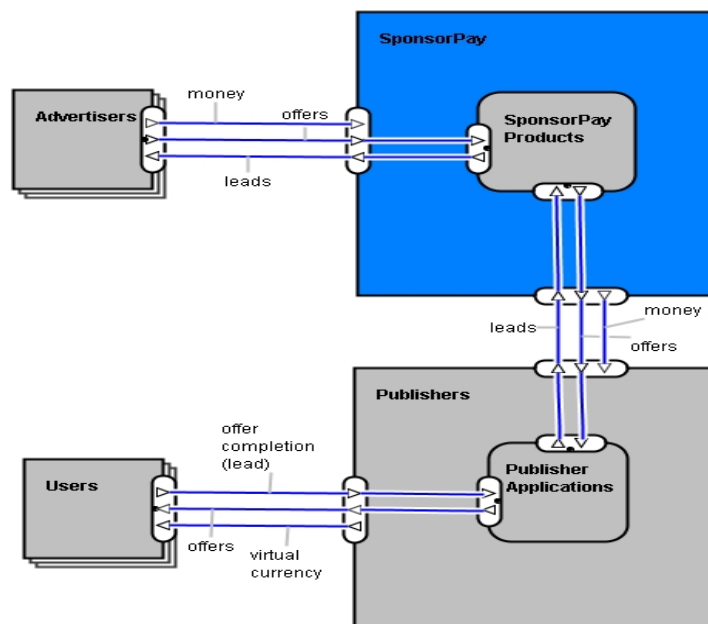 SponsorPay
money
Advertisers
offers
SponsorPay
Products
leads
money
leads
offers
Publishers
offer
completion
(lead)
Users
Publisher
Applications
offers
virtual
currency